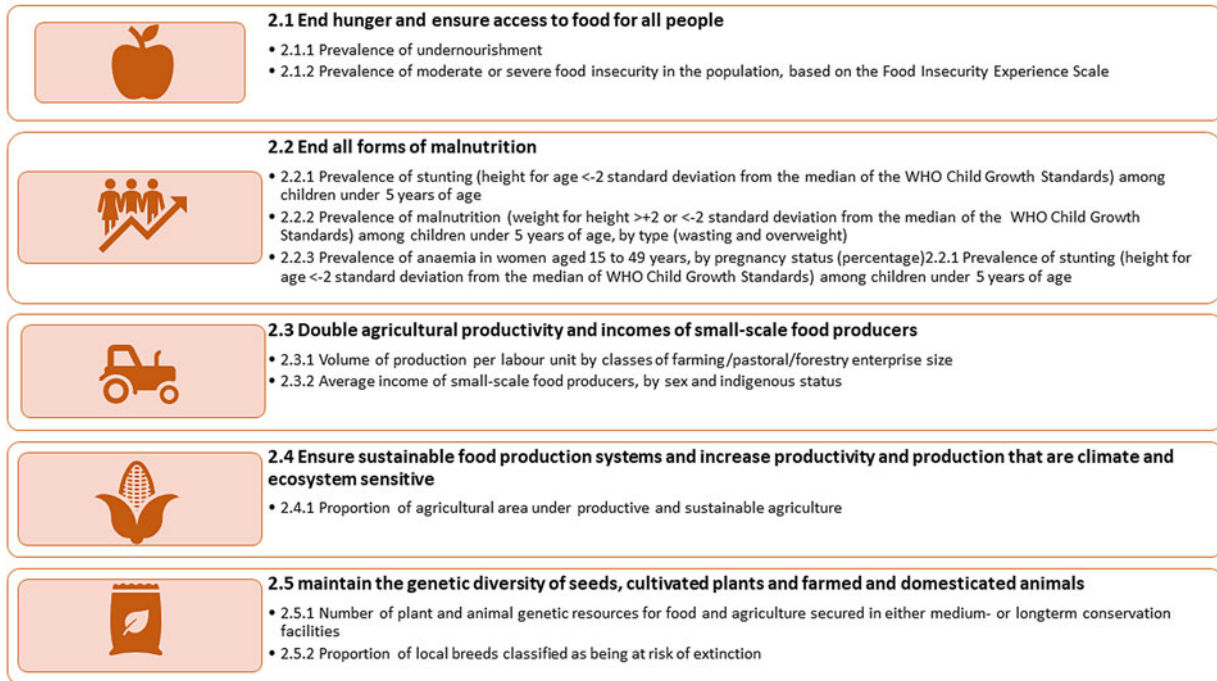 2.1 End hunger and ensure access to food for all people
• 2.1.1 Prevalence of undernourishment
• 2.1.2 Prevalence of moderate or severe food insecurity in the population, based on the Food Insecurity Experience Scale
2.2 End all forms of malnutrition
• 2.2.1 Prevalence of stunting (height for age <-2 standard deviation from the median of the WHO Child Growth Standards) among
children under 5 years of age
• 2.2.2 Prevalence of malnutrition (weight for height >+2 or <-2 standard deviation from the median of the WHO Child Growth
Standards) among children under 5 years of age, by type (wasting and overweight)
• 2.2.3 Prevalence of anaemia in women aged 15 to 49 years, by pregnancy status (percentage)2.2.1 Prevalence of stunting (height for
age <-2 standard deviation from the median of WHO Child Growth Standards) among children under 5 years of age
2.3 Double agricultural productivity and incomes of small-scale food producers
• 2.3.1 Volume of production per labour unit by classes of farming/pastoral/forestry enterprise size
• 2.3.2 Average income of small-scale food producers, by sex and indigenous status
2.4 Ensure sustainable food production systems and increase productivity and production that are climate and
ecosystem sensitive
• 2.4.1 Proportion of agricultural area under productive and sustainable agriculture
2.5 maintain the genetic diversity of seeds, cultivated plants and farmed and domesticated animals
• 2.5.1 Number of plant and animal genetic resources for food and agriculture secured in either medium- or longterm conservation
facilities
• 2.5.2 Proportion of local breeds classified as being at risk of extinction